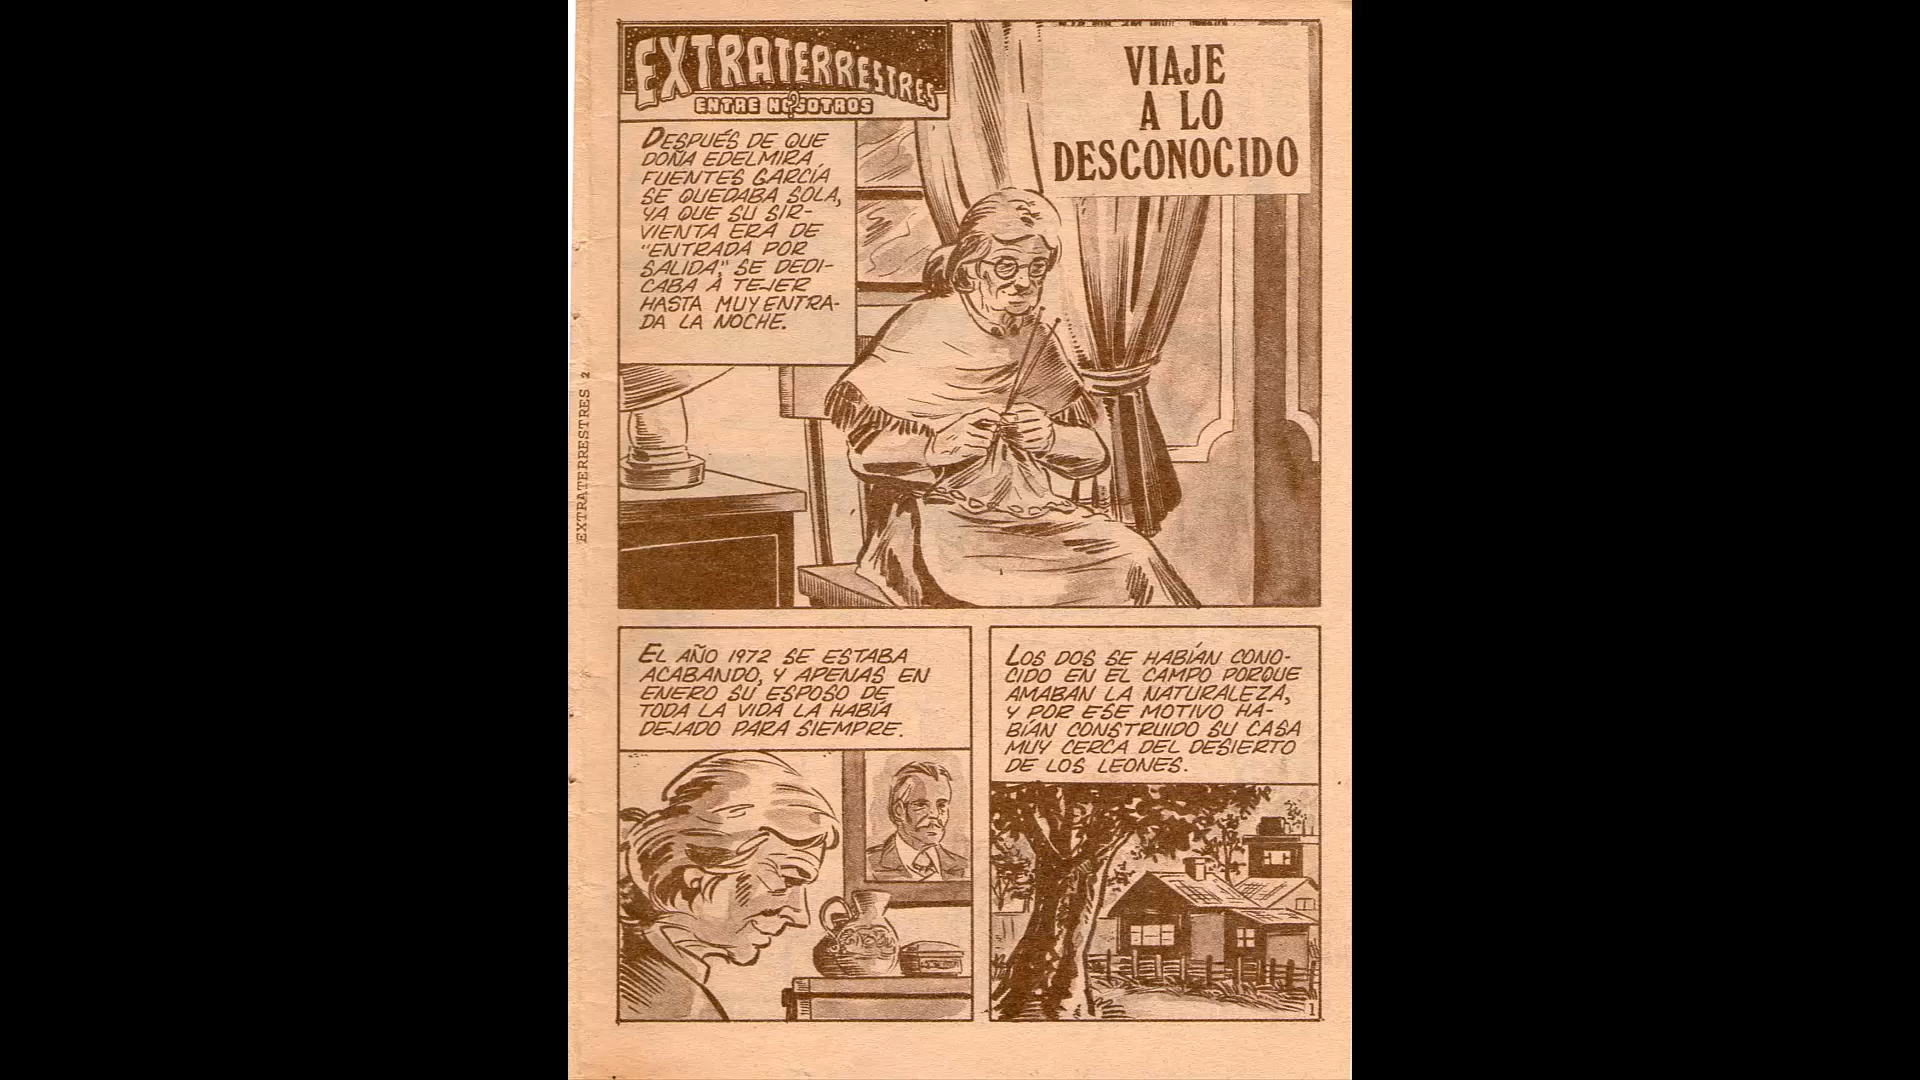 EXTRATERRESTRES
ENTRE NOSOTROS
VIAJE
A LO
DESCONOCIDO
DESPUÉS DE QUE
DOÑA EDELMIRA
FUENTES GARCÍA
SE QUEDABA SOLA,
YA QUE SU SIR-
VIENTA ERA DE
"ENTRADA POR
SALIDA," SE DEDI-
CABA A TEJER
HASTA MUY ENTRA-
DA LA NOCHE.
EXTRATERRESTRES 2
EL AÑO 1972 SE ESTABA
ACABANDO, Y APENAS EN
ENERO SU ESPOSO DE
TODA LA VIDA LA HABÍA
DEJADO PARA SIEMPRE.
LOS DOS SE HABÍAN CONO-
CIDO EN EL CAMPO PORQUE
AMABAN LA NATURALEZA,
Y POR ESE MOTIVO HA-
BÍAN CONSTRUIDO SU CASA
MUY CERCA DEL DESIERTO
DE LOS LEONES.
1